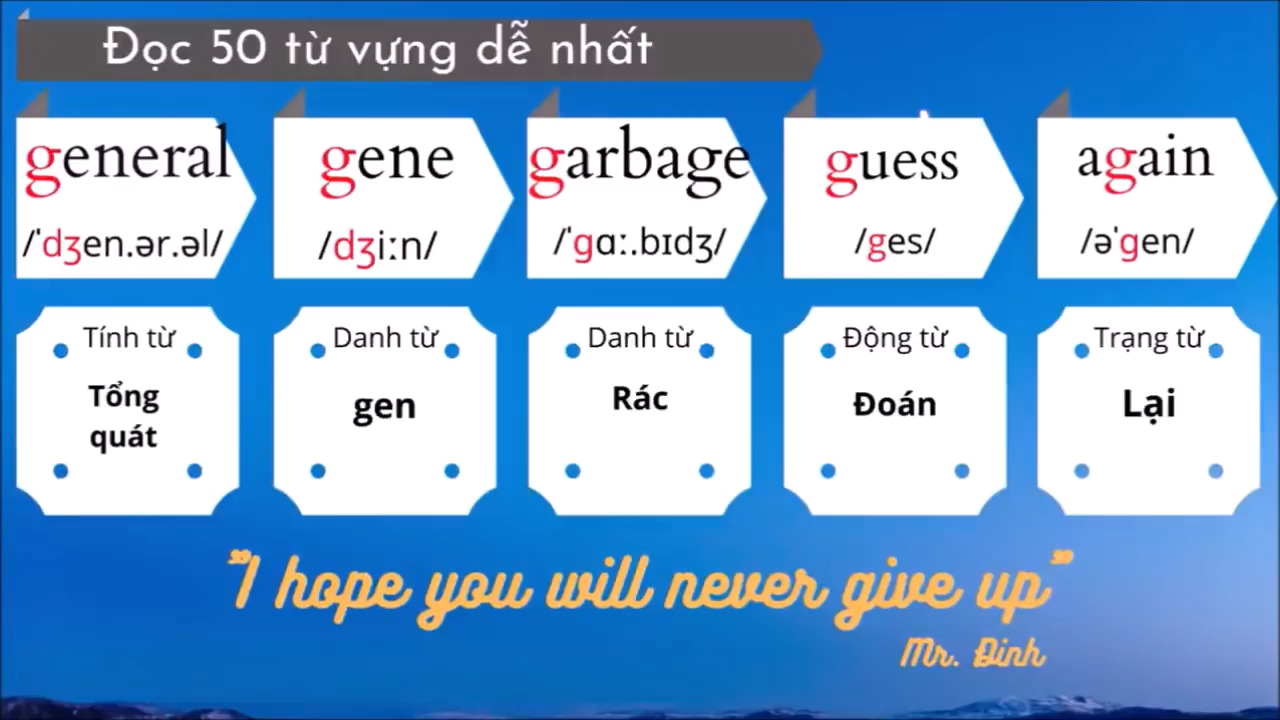 Đọc 50 từ vựng dễ nhất
general
/ˈdʒen.ər.əl/
Tính từ
Tổng
quát
gene
/dʒiːn/
Danh từ
gen
garbage
/ˈɡɑː.bɪdʒ/
Danh từ
Rác
guess
/ɡes/
Động từ
Đoán
again
/əˈɡen/
Trạng từ
Lại
"I hope you will never give up"
Mr. Đinh